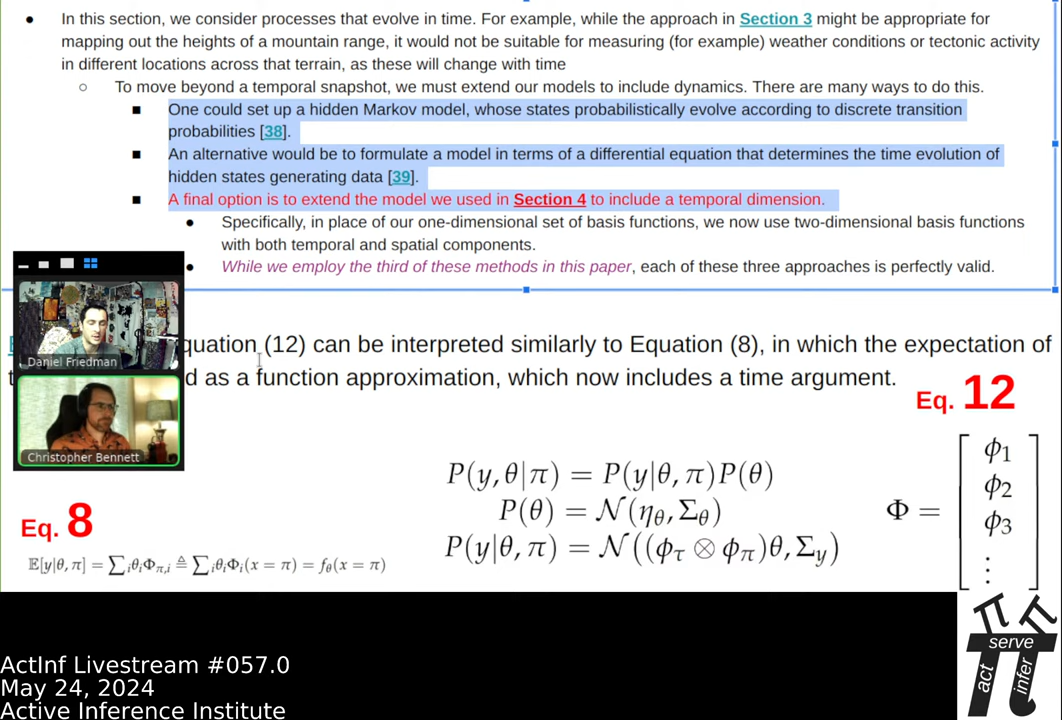 In this section, we consider processes that evolve in time. For example, while the approach in Section 3 might be appropriate for
mapping out the heights of a mountain range, it would not be suitable for measuring (for example) weather conditions or tectonic activity
in different locations across that terrain, as these will change with time
To move beyond a temporal snapshot, we must extend our models to include dynamics. There are many ways to do this.
One could set up a hidden Markov model, whose states probabilistically evolve according to discrete transition
probabilities [38].
An alternative would be to formulate a model in terms of a differential equation that determines the time evolution of
hidden states generating data [39].
A final option is to extend the model we used in Section 4 to include a temporal dimension.
Specifically, in place of our one-dimensional set of basis functions, we now use two-dimensional basis functions
with both temporal and spatial components.
While we employ the third of these methods in this paper, each of these three approaches is perfectly valid.
quation (12) can be interpreted similarly to Equation (8), in which the expectation of
d as a function approximation, which now includes a time argument.
Daniel Friedman
Christopher Bennett
Eq. 12
P(y, θ|π) = P(y|θ, π)P(θ)
P(θ) = N(η_θ, Σ_θ)
P(y|θ, π) = N((ϕ_τ ⊗ ϕ_π)θ, Σ_y)
Φ = [ϕ₁ ϕ₂ ϕ₃ ⋮]
Eq. 8
𝔼[y|θ, π] = ∑ᵢθᵢΦ_π,ᵢ ≜ ∑ᵢθᵢΦᵢ(x = π) = f_θ(x = π)
ActInf Livestream #057.0
May 24, 2024
Active Inference Institute
serve
act
infer